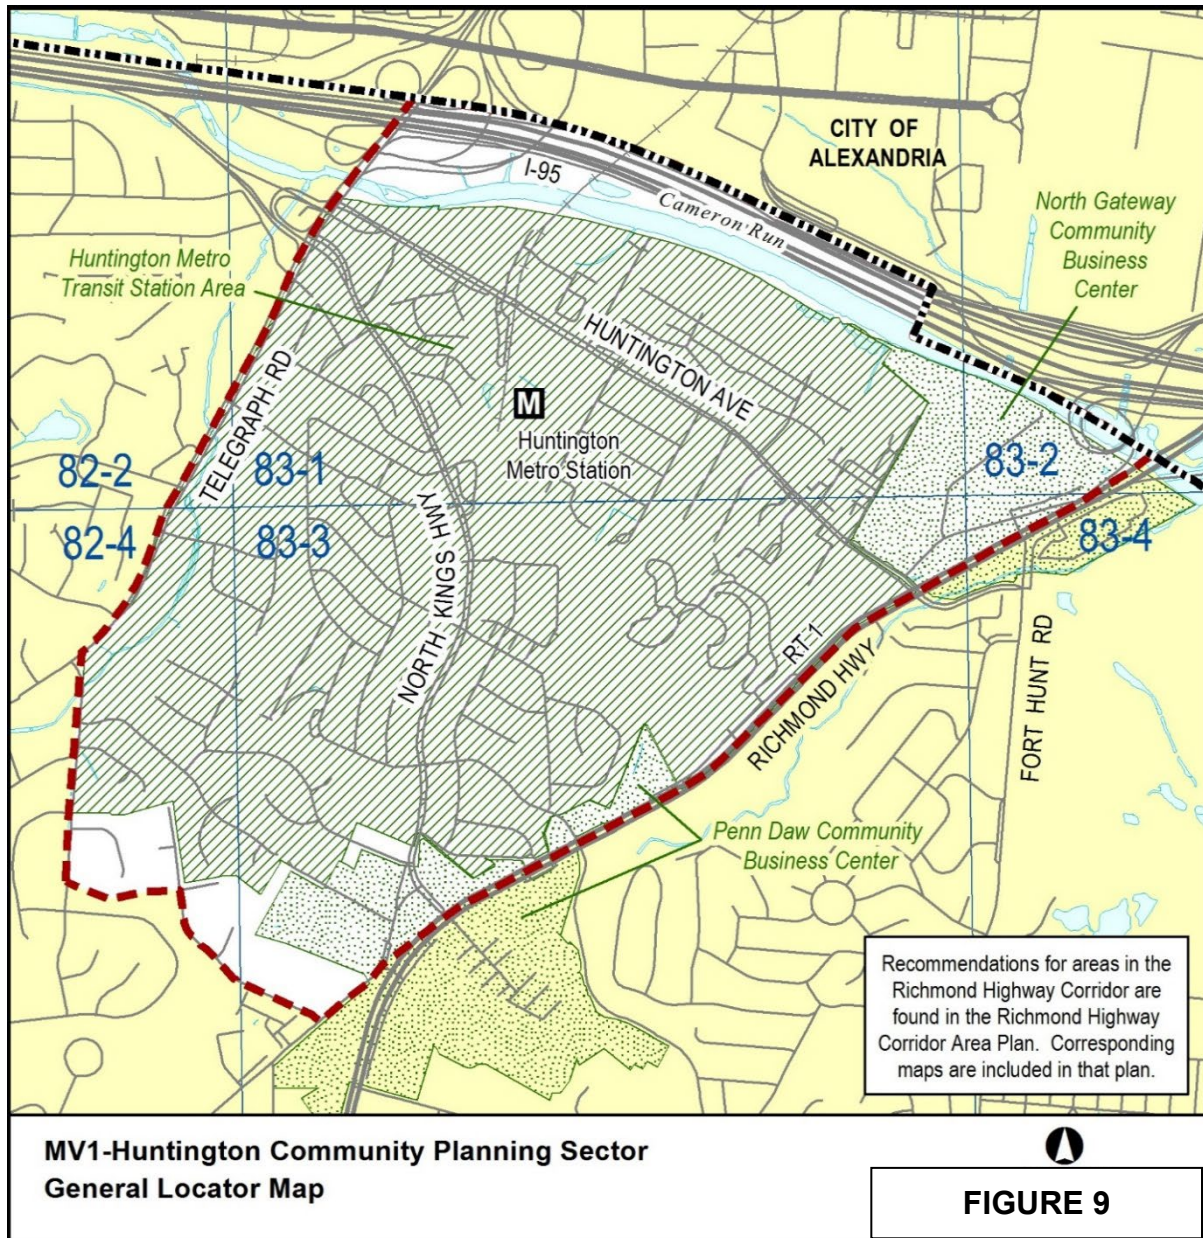 CITY OF
ALEXANDRIA
I-95
Cameron Run
North Gateway
Community
Business
Center
Huntington Metro
Transit Station Area
HUNTINGTON AVE
TELEGRAPH RD
M
Huntington
Metro Station
82-2
83-1
83-2
82-4
83-3
83-4
NORTH KINGS HWY
RT-1
RICHMOND HWY
FORT HUNT RD
Penn Daw Community
Business Center
Recommendations for areas in the
Richmond Highway Corridor are
found in the Richmond Highway
Corridor Area Plan. Corresponding
maps are included in that plan.
MV1-Huntington Community Planning Sector
General Locator Map
FIGURE 9